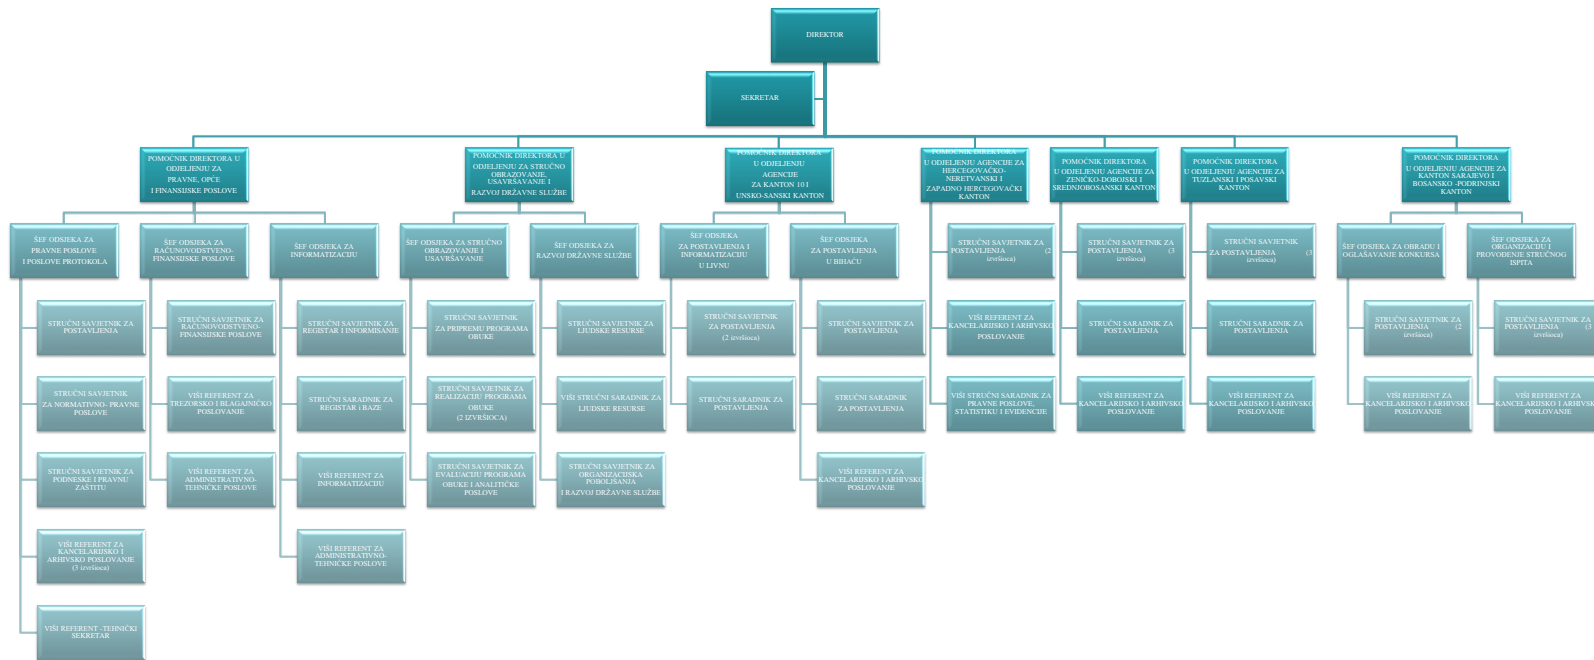 DIREKTOR
SEKRETAR
POMOĆNIK DIREKTORA U
ODJELJENJU ZA
PRAVNE, OPĆE
I FINANSIJSKE POSLOVE
POMOĆNIK DIREKTORA U
ODJELJENJU ZA STRUČNO
OBRAZOVANJE,
USAVRŠAVANJE I
RAZVOJ DRŽAVNE SLUŽBE
POMOĆNIK DIREKTORA
U ODJELJENJU
AGENCIJE
ZA KANTON 10 I
UNSKO-SANSKI KANTON
POMOĆNIK DIREKTORA
U ODJELJENJU AGENCIJE ZA
HERCEGOVAČKO-
NERETVANSKI I
ZAPADNO HERCEGOVAČKI
KANTON
POMOĆNIK DIREKTORA
U ODJELJENJU AGENCIJE ZA
ZENIČKO-DOBOJSKI I
SREDNJOBOSANSKI KANTON
POMOĆNIK DIREKTORA
U ODJELJENJU AGENCIJE ZA
TUZLANSKI I POSAVSKI
KANTON
POMOĆNIK DIREKTORA
U ODJELJENJU AGENCIJE ZA
KANTON SARAJEVO I
BOSANSKO -PODRINJSKI
KANTON
ŠEF ODSJEKA ZA
PRAVNE POSLOVE
I POSLOVE PROTOKOLA
ŠEF ODSJEKA ZA
RAČUNOVODSTVENO-
FINANSIJSKE POSLOVE
ŠEF ODSJEKA ZA
INFORMATIZACIJU
ŠEF ODSJEKA ZA STRUČNO
OBRAZOVANJE I
USAVRŠAVANJE
ŠEF ODSJEKA ZA
RAZVOJ DRŽAVNE SLUŽBE
ŠEF ODSJEKA
ZA POSTAVLJENJA I
INFORMATIZACIJU
U LIVNU
ŠEF ODSJEKA
ZA POSTAVLJENJA
U BIHAĆU
STRUČNI SAVJETNIK ZA
POSTAVLJENJA (2
izvršioca)
STRUČNI SAVJETNIK ZA
POSTAVLJENJA (3
izvršioca)
STRUČNI SAVJETNIK
ZA POSTAVLJENJA (3
izvršioca)
ŠEF ODSJEKA ZA OBRADU I
OGLAŠAVANJE KONKURSA
ŠEF ODSJEKA ZA
ORGANIZACIJU I
PROVOĐENJE STRUČNOG
ISPITA
STRUČNI SAVJETNIK ZA
POSTAVLJENJA
STRUČNI SAVJETNIK ZA
RAČUNOVODSTVENO-
FINANSIJSKE POSLOVE
STRUČNI SAVJETNIK ZA
REGISTAR I INFORMISANJE
STRUČNI SAVJETNIK
ZA PRIPREMU PROGRAMA
OBUKE
STRUČNI SAVJETNIK ZA
LJUDSKE RESURSE
STRUČNI SAVJETNIK
ZA POSTAVLJENJA
(2 izvršioca)
STRUČNI SAVJETNIK ZA
POSTAVLJENJA
VIŠI REFERENT ZA
KANCELARIJSKO I ARHIVSKO
POSLOVANJE
STRUČNI SARADNIK ZA
POSTAVLJENJA
STRUČNI SARADNIK ZA
POSTAVLJENJA
STRUČNI SAVJETNIK ZA
POSTAVLJENJA (2
izvršioca)
STRUČNI SAVJETNIK ZA
POSTAVLJENJA (3
izvršioca)
STRUČNI SAVJETNIK
ZA NORMATIVNO- PRAVNE
POSLOVE
VIŠI REFERENT ZA
TREZORSKO I BLAGAJNIČKO
POSLOVANJE
STRUČNI SARADNIK ZA
REGISTAR i BAZE
STRUČNI SAVJETNIK ZA
REALIZACIJU PROGRAMA
OBUKE
(2 IZVRŠIOCA)
VIŠI STRUČNI SARADNIK ZA
LJUDSKE RESURSE
STRUČNI SARADNIK ZA
POSTAVLJENJA
STRUČNI SARADNIK
ZA POSTAVLJENJA
VIŠI STRUČNI SARADNIK ZA
PRAVNE POSLOVE,
STATISTIKU I EVIDENCIJE
VIŠI REFERENT ZA
KANCELARIJSKO I ARHIVSKO
POSLOVANJE
VIŠI REFERENT ZA
KANCELARIJSKO I ARHIVSKO
POSLOVANJE
VIŠI REFERENT ZA
KANCELARIJSKO I ARHIVSKO
POSLOVANJE
VIŠI REFERENT ZA
KANCELARIJSKO I ARHIVSKO
POSLOVANJE
STRUČNI SAVJETNIK ZA
PODNESKE I PRAVNU
ZAŠTITU
VIŠI REFERENT ZA
ADMINISTRATIVNO-
TEHNIČKE POSLOVE
VIŠI REFERENT ZA
INFORMATIZACIJU
STRUČNI SAVJETNIK ZA
EVALUACIJU PROGRAMA
OBUKE I ANALITIČKE
POSLOVE
STRUČNI SAVJETNIK ZA
ORGANIZACIJSKA
POBOLJŠANJA
I RAZVOJ DRŽAVNE SLUŽBE
VIŠI REFERENT ZA
KANCELARIJSKO I ARHIVSKO
POSLOVANJE
VIŠI REFERENT ZA
KANCELARIJSKO I
ARHIVSKO POSLOVANJE
(3 izvršioca)
VIŠI REFERENT ZA
ADMINISTRATIVNO-
TEHNIČKE POSLOVE
VIŠI REFERENT -TEHNIČKI
SEKRETAR